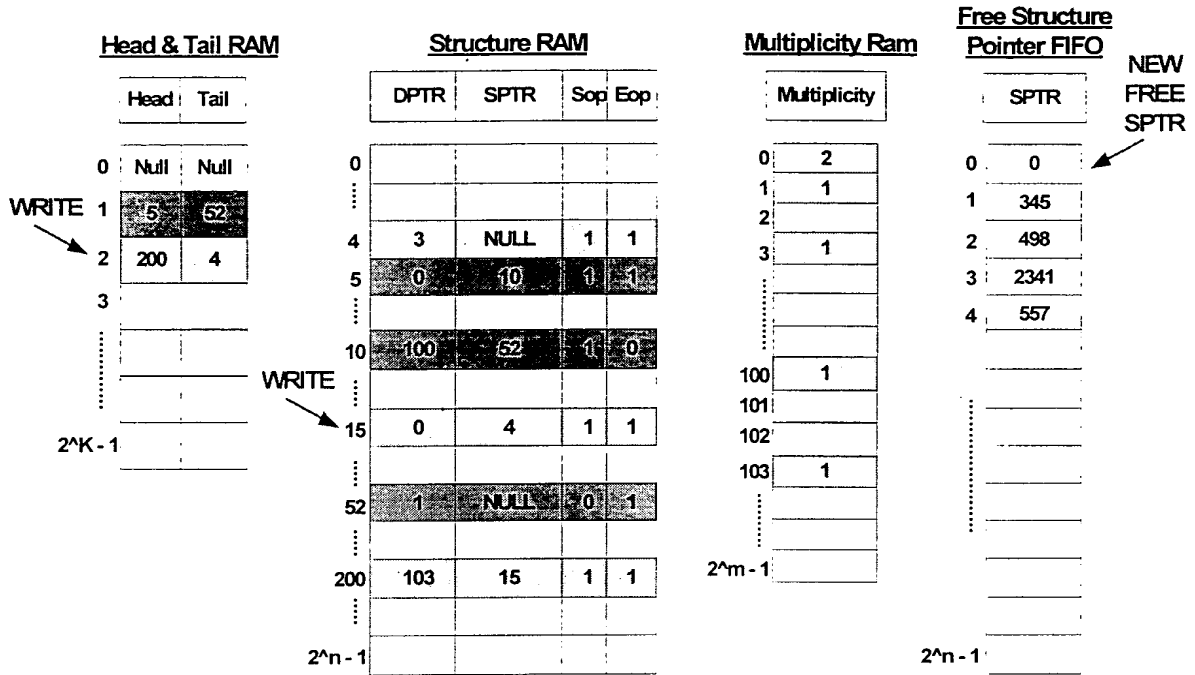 Head & Tail RAM
Head Tail
0 Null Null
WRITE 1 5 52
2 200 4
3
2^K - 1
Structure RAM
DPTR SPTR Sop Eop
0
4 3 NULL 1 1
5 0 10 1 1
10 100 52 1 0
WRITE
15 0 4 1 1
52 1 NULL 0 1
200 103 15 1 1
2^n - 1
Multiplicity Ram
Multiplicity
0 2
1 1
2
3 1
100 1
101
102
103 1
2^m - 1
Free Structure
Pointer FIFO
SPTR
NEW
FREE
SPTR
0 0
1 345
2 498
3 2341
4 557
2^n - 1